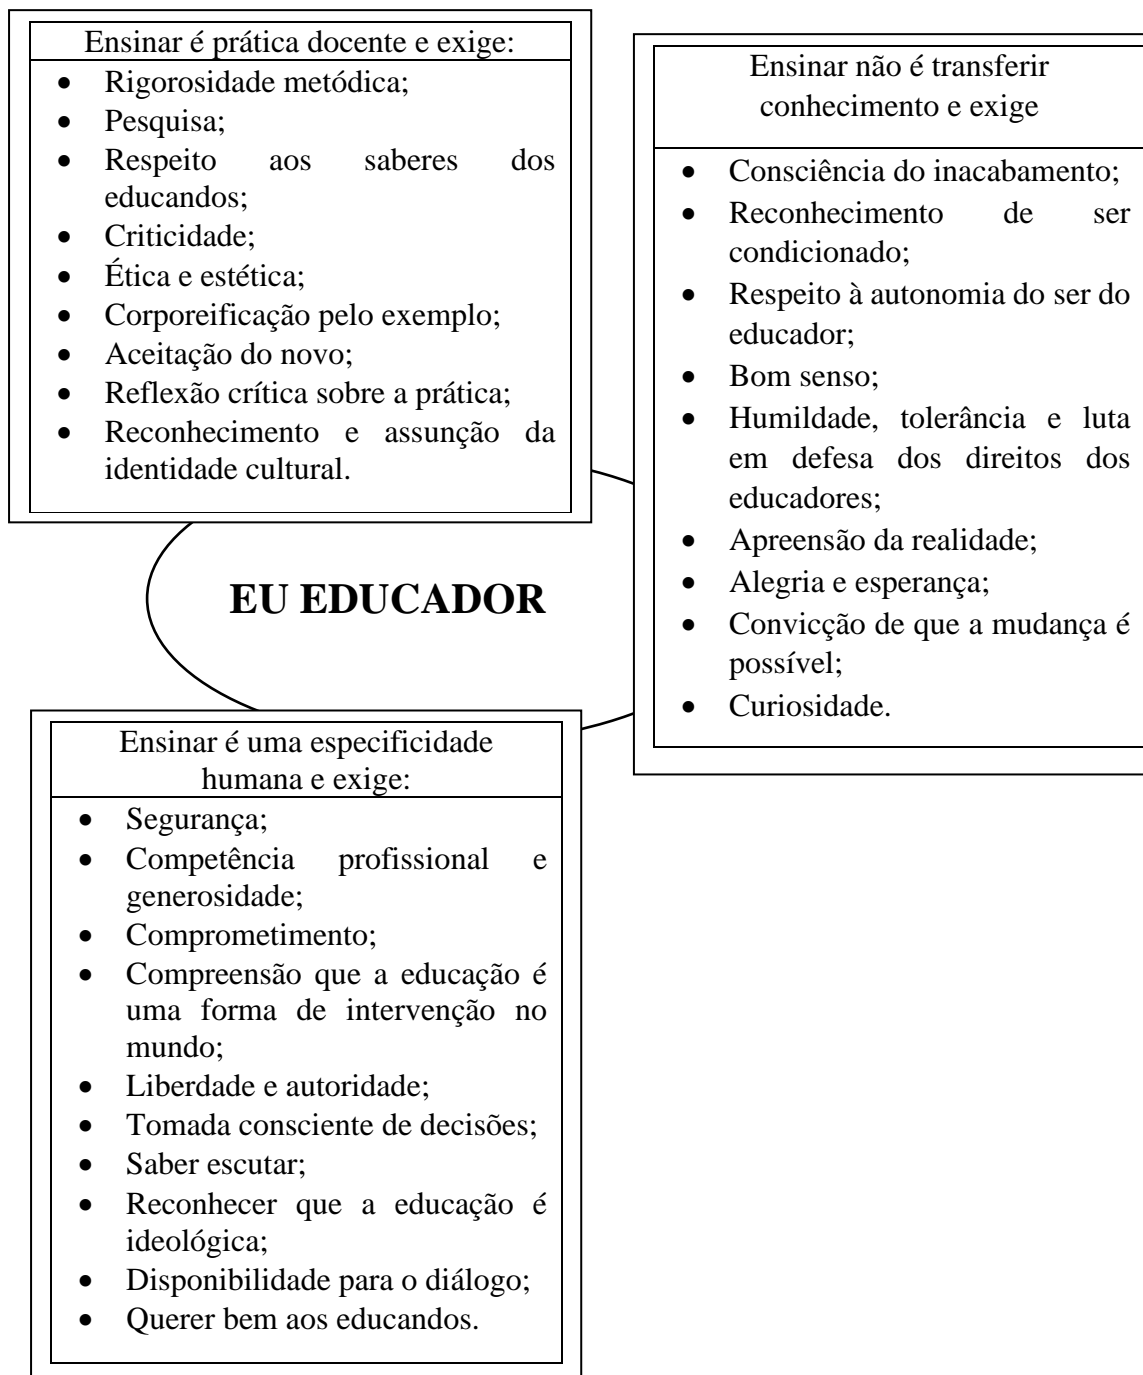 Ensinar é prática docente e exige:
• Rigorosidade metódica;
• Pesquisa;
• Respeito aos saberes dos
educandos;
• Criticidade;
• Ética e estética;
• Corporeificação pelo exemplo;
• Aceitação do novo;
• Reflexão crítica sobre a prática;
• Reconhecimento e assunção da
identidade cultural.
Ensinar não é transferir
conhecimento e exige
• Consciência do inacabamento;
• Reconhecimento de ser
condicionado;
• Respeito à autonomia do ser do
educador;
• Bom senso;
• Humildade, tolerância e luta
em defesa dos direitos dos
educadores;
• Apreensão da realidade;
• Alegria e esperança;
• Convicção de que a mudança é
possível;
• Curiosidade.
EU EDUCADOR
Ensinar é uma especificidade
humana e exige:
• Segurança;
• Competência profissional e
generosidade;
• Comprometimento;
• Compreensão que a educação é
uma forma de intervenção no
mundo;
• Liberdade e autoridade;
• Tomada consciente de decisões;
• Saber escutar;
• Reconhecer que a educação é
ideológica;
• Disponibilidade para o diálogo;
• Querer bem aos educandos.